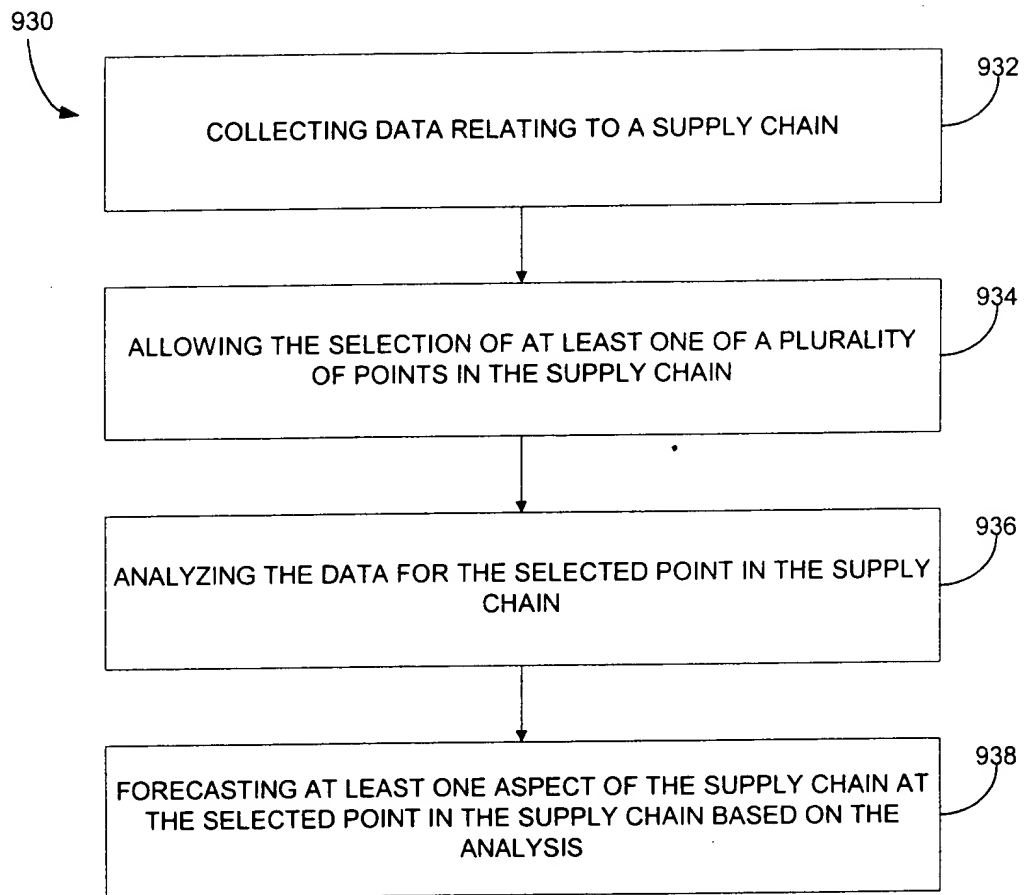 930
932
COLLECTING DATA RELATING TO A SUPPLY CHAIN
934
ALLOWING THE SELECTION OF AT LEAST ONE OF A PLURALITY
OF POINTS IN THE SUPPLY CHAIN
936
ANALYZING THE DATA FOR THE SELECTED POINT IN THE SUPPLY
CHAIN
938
FORECASTING AT LEAST ONE ASPECT OF THE SUPPLY CHAIN AT
THE SELECTED POINT IN THE SUPPLY CHAIN BASED ON THE
ANALYSIS